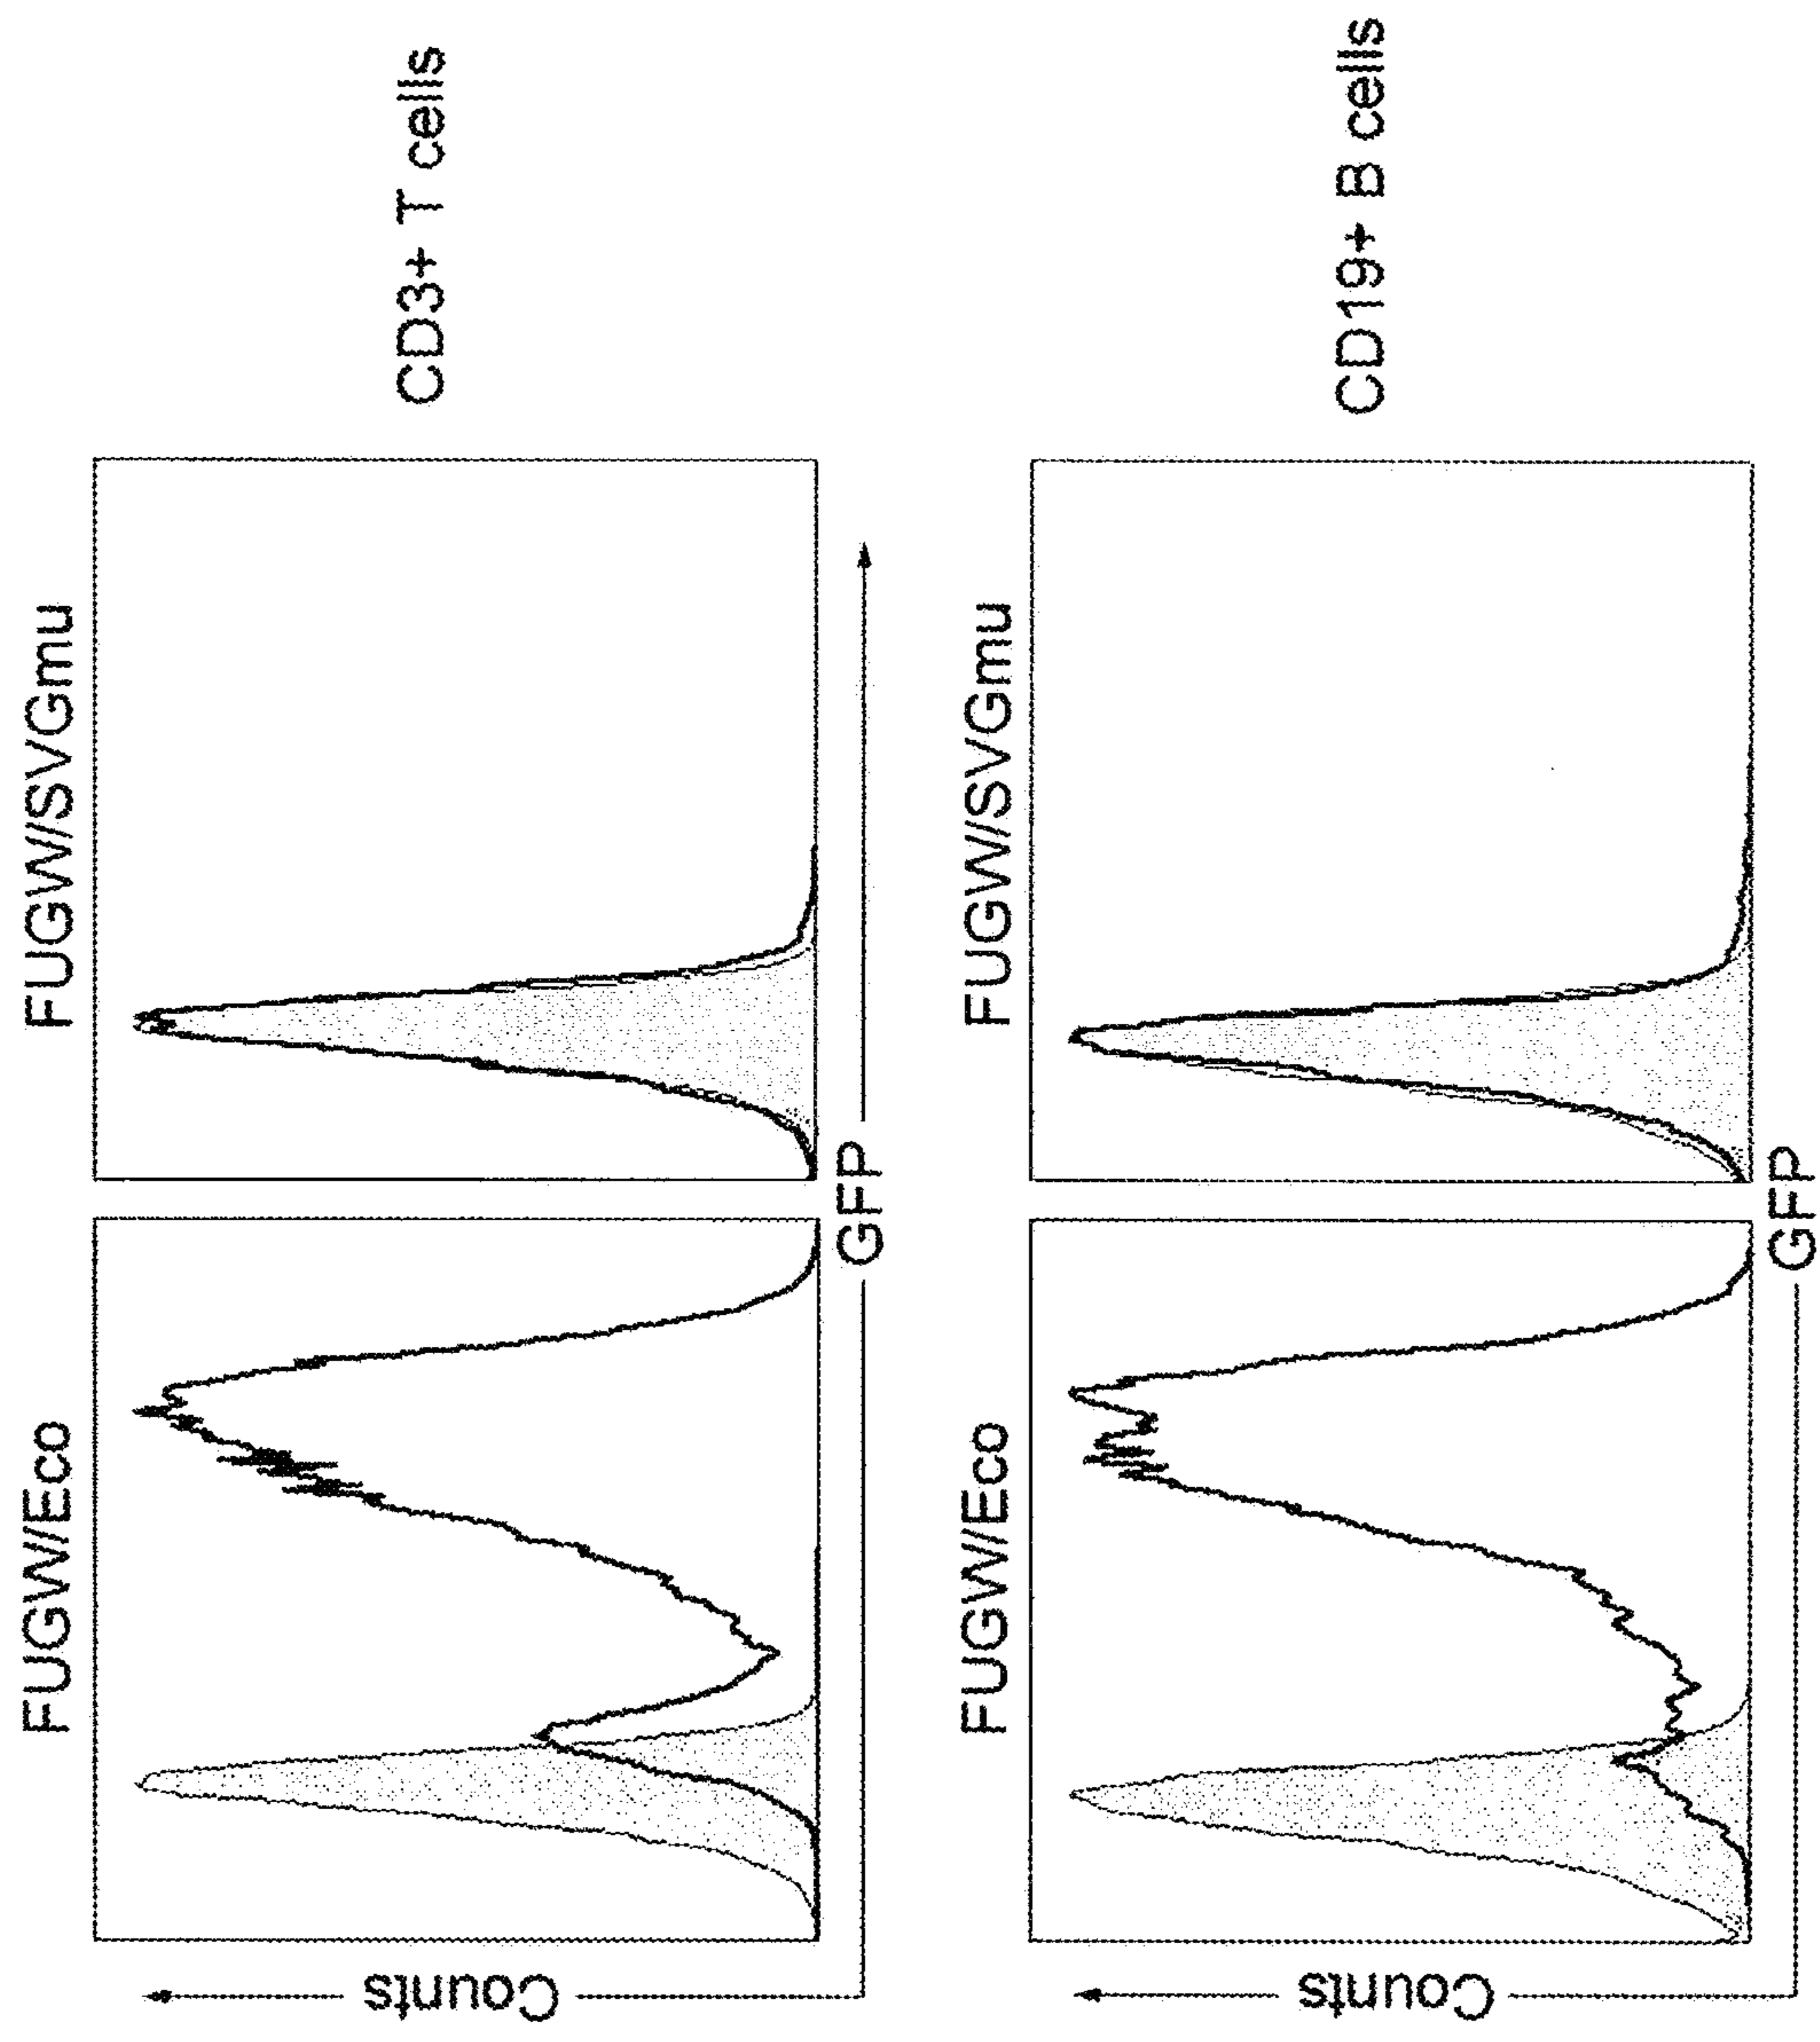 FUGW/Eco
FUGW/SVGmu
Counts
CD3+ T cells
GFP
FUGW/Eco
FUGW/SVGmu
Counts
CD19+ B cells
GFP